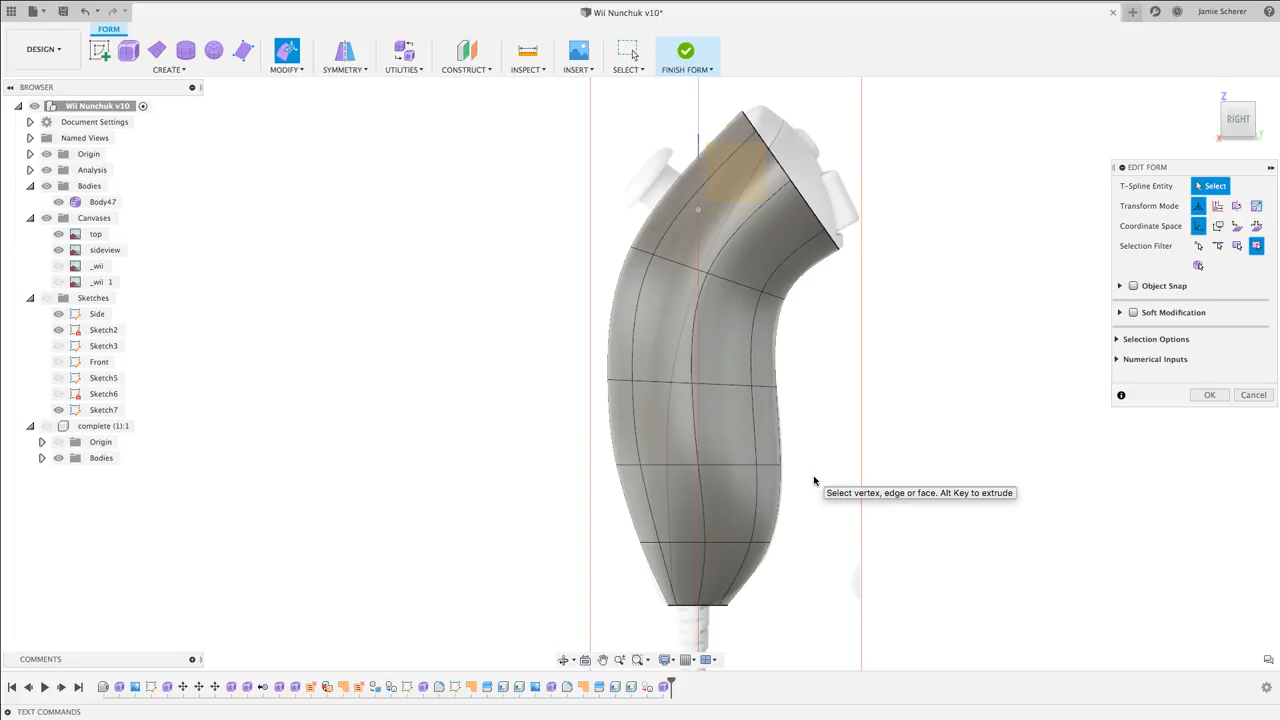 Wii Nunchuk v10*
Jamie Scherer
DESIGN
FORM
CREATE
MODIFY
SYMMETRY
UTILITIES
CONSTRUCT
INSPECT
INSERT
SELECT
FINISH FORM
BROWSER
Wii Nunchuk v10
Document Settings
Named Views
Origin
Analysis
Bodies
Body47
Canvases
top
sideview
_wii
_wii 1
Sketches
Side
Sketch2
Sketch3
Front
Sketch5
Sketch6
Sketch7
complete (1):1
Origin
Bodies
Select vertex, edge or face. Alt Key to extrude
Z
RIGHT
X
Y
EDIT FORM
T-Spline Entity
Select
Transform Mode
Coordinate Space
Selection Filter
Object Snap
Soft Modification
Selection Options
Numerical Inputs
OK
Cancel
COMMENTS
TEXT COMMANDS